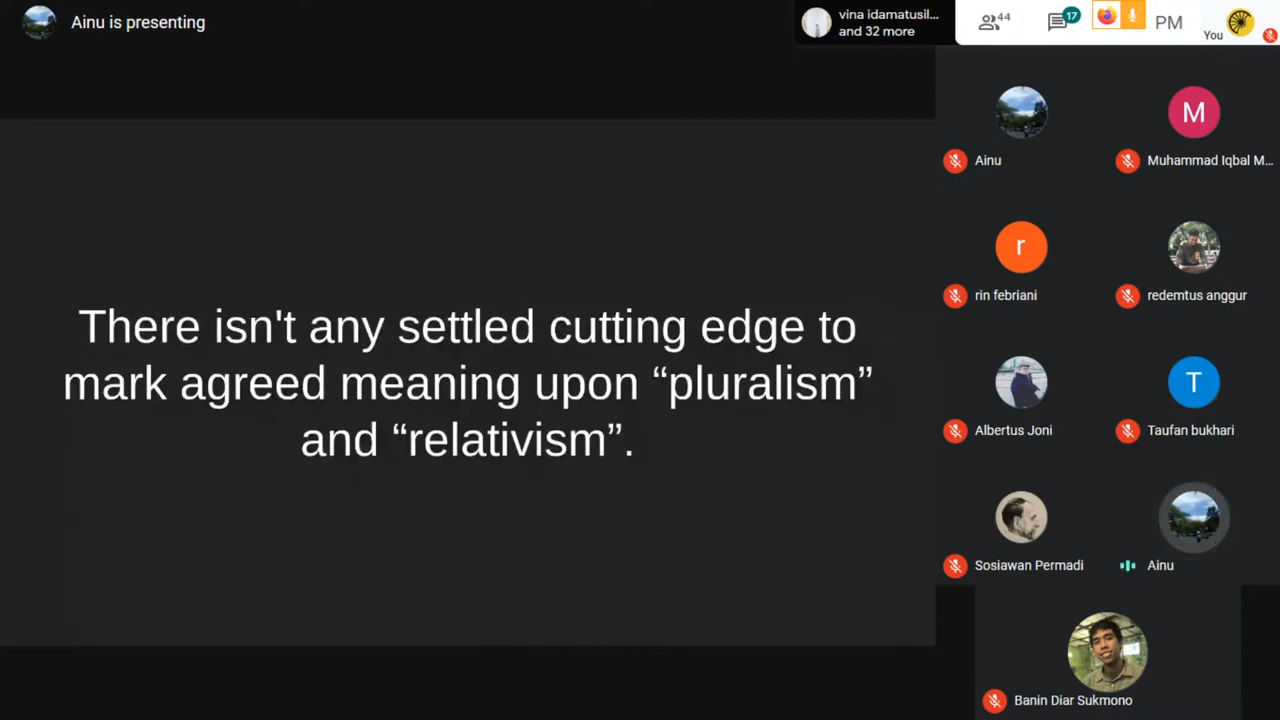 Ainu is presenting
vina idamatusil...
and 32 more
44
17
PM
You
There isn't any settled cutting edge to
mark agreed meaning upon “pluralism”
and “relativism”.
Ainu
M
Muhammad Iqbal M...
r
rin febriani
redemtus anggur
Albertus Joni
T
Taufan bukhari
Sosiawan Permadi
Ainu
Banin Diar Sukmono